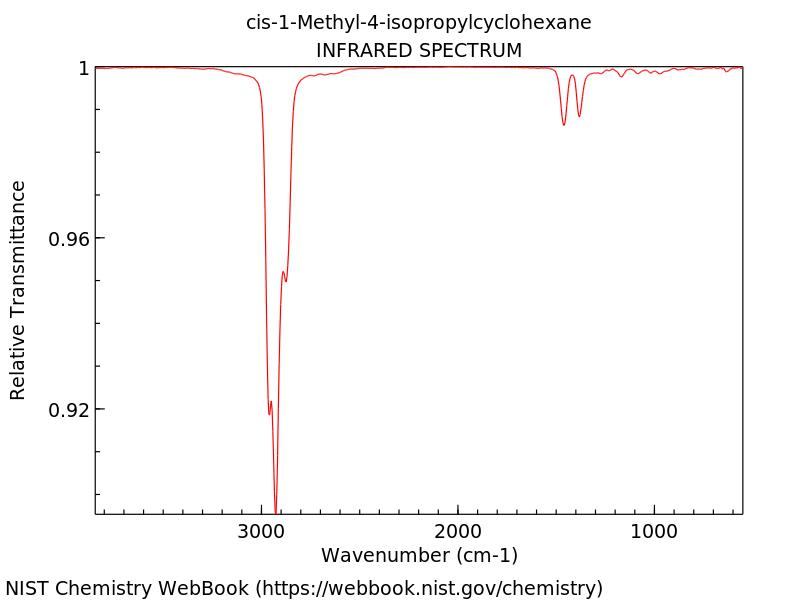 cis-1-Methyl-4-isopropylcyclohexane
INFRARED SPECTRUM
1
0.96
0.92
Relative Transmittance
3000 2000 1000
Wavenumber (cm-1)
NIST Chemistry WebBook (https://webbook.nist.gov/chemistry)